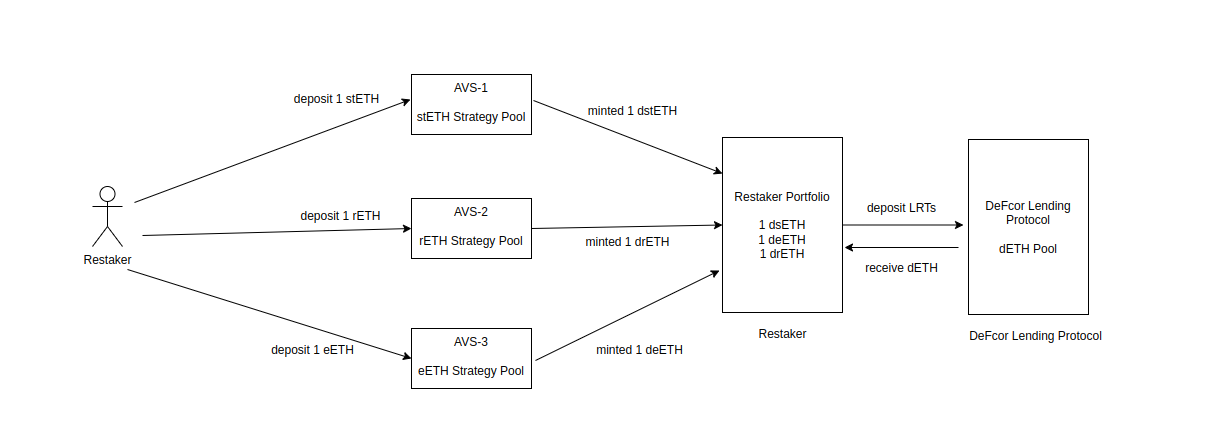 deposit 1 stETH
AVS-1
stETH Strategy Pool
minted 1 dstETH
deposit 1 rETH
AVS-2
rETH Strategy Pool
minted 1 drETH
Restaker
deposit 1 eETH
AVS-3
eETH Strategy Pool
minted 1 deETH
Restaker Portfolio
1 dsETH
1 deETH
1 drETH
Restaker
deposit LRTs
receive dETH
DeFcor Lending
Protocol
dETH Pool
DeFcor Lending Protocol